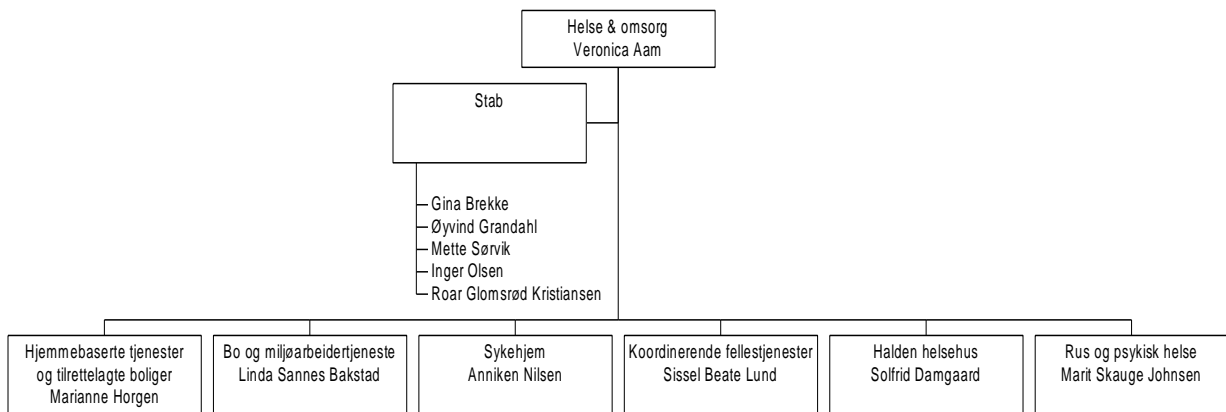 Helse & omsorg
Veronica Aam
Stab
Gina Brekke
Øyvind Grandahl
Mette Sørvik
Inger Olsen
Roar Glomsrød Kristiansen
Hjemmebaserte tjenester
og tilrettelagte boliger
Marianne Horgen
Bo og miljøarbeidertjeneste
Linda Sannes Bakstad
Sykehjem
Anniken Nilsen
Koordinerende fellestjenester
Sissel Beate Lund
Halden helsehus
Solfrid Damgaard
Rus og psykisk helse
Marit Skauge Johnsen